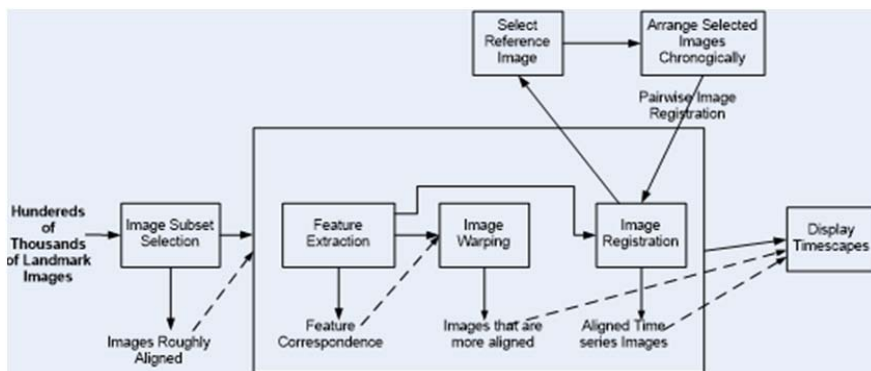 Select
Reference
Image
Arrange Selected
Images
Chronogically
Pairwise Image
Registration
Hundereds
of
Thousands
of Landmark
Images
Image Subset
Selection
Feature
Extraction
Image
Warping
Image
Registration
Display
Timescapes
Images Roughly
Aligned
Feature
Correspondence
Images that are
more aligned
Aligned Time
series Images